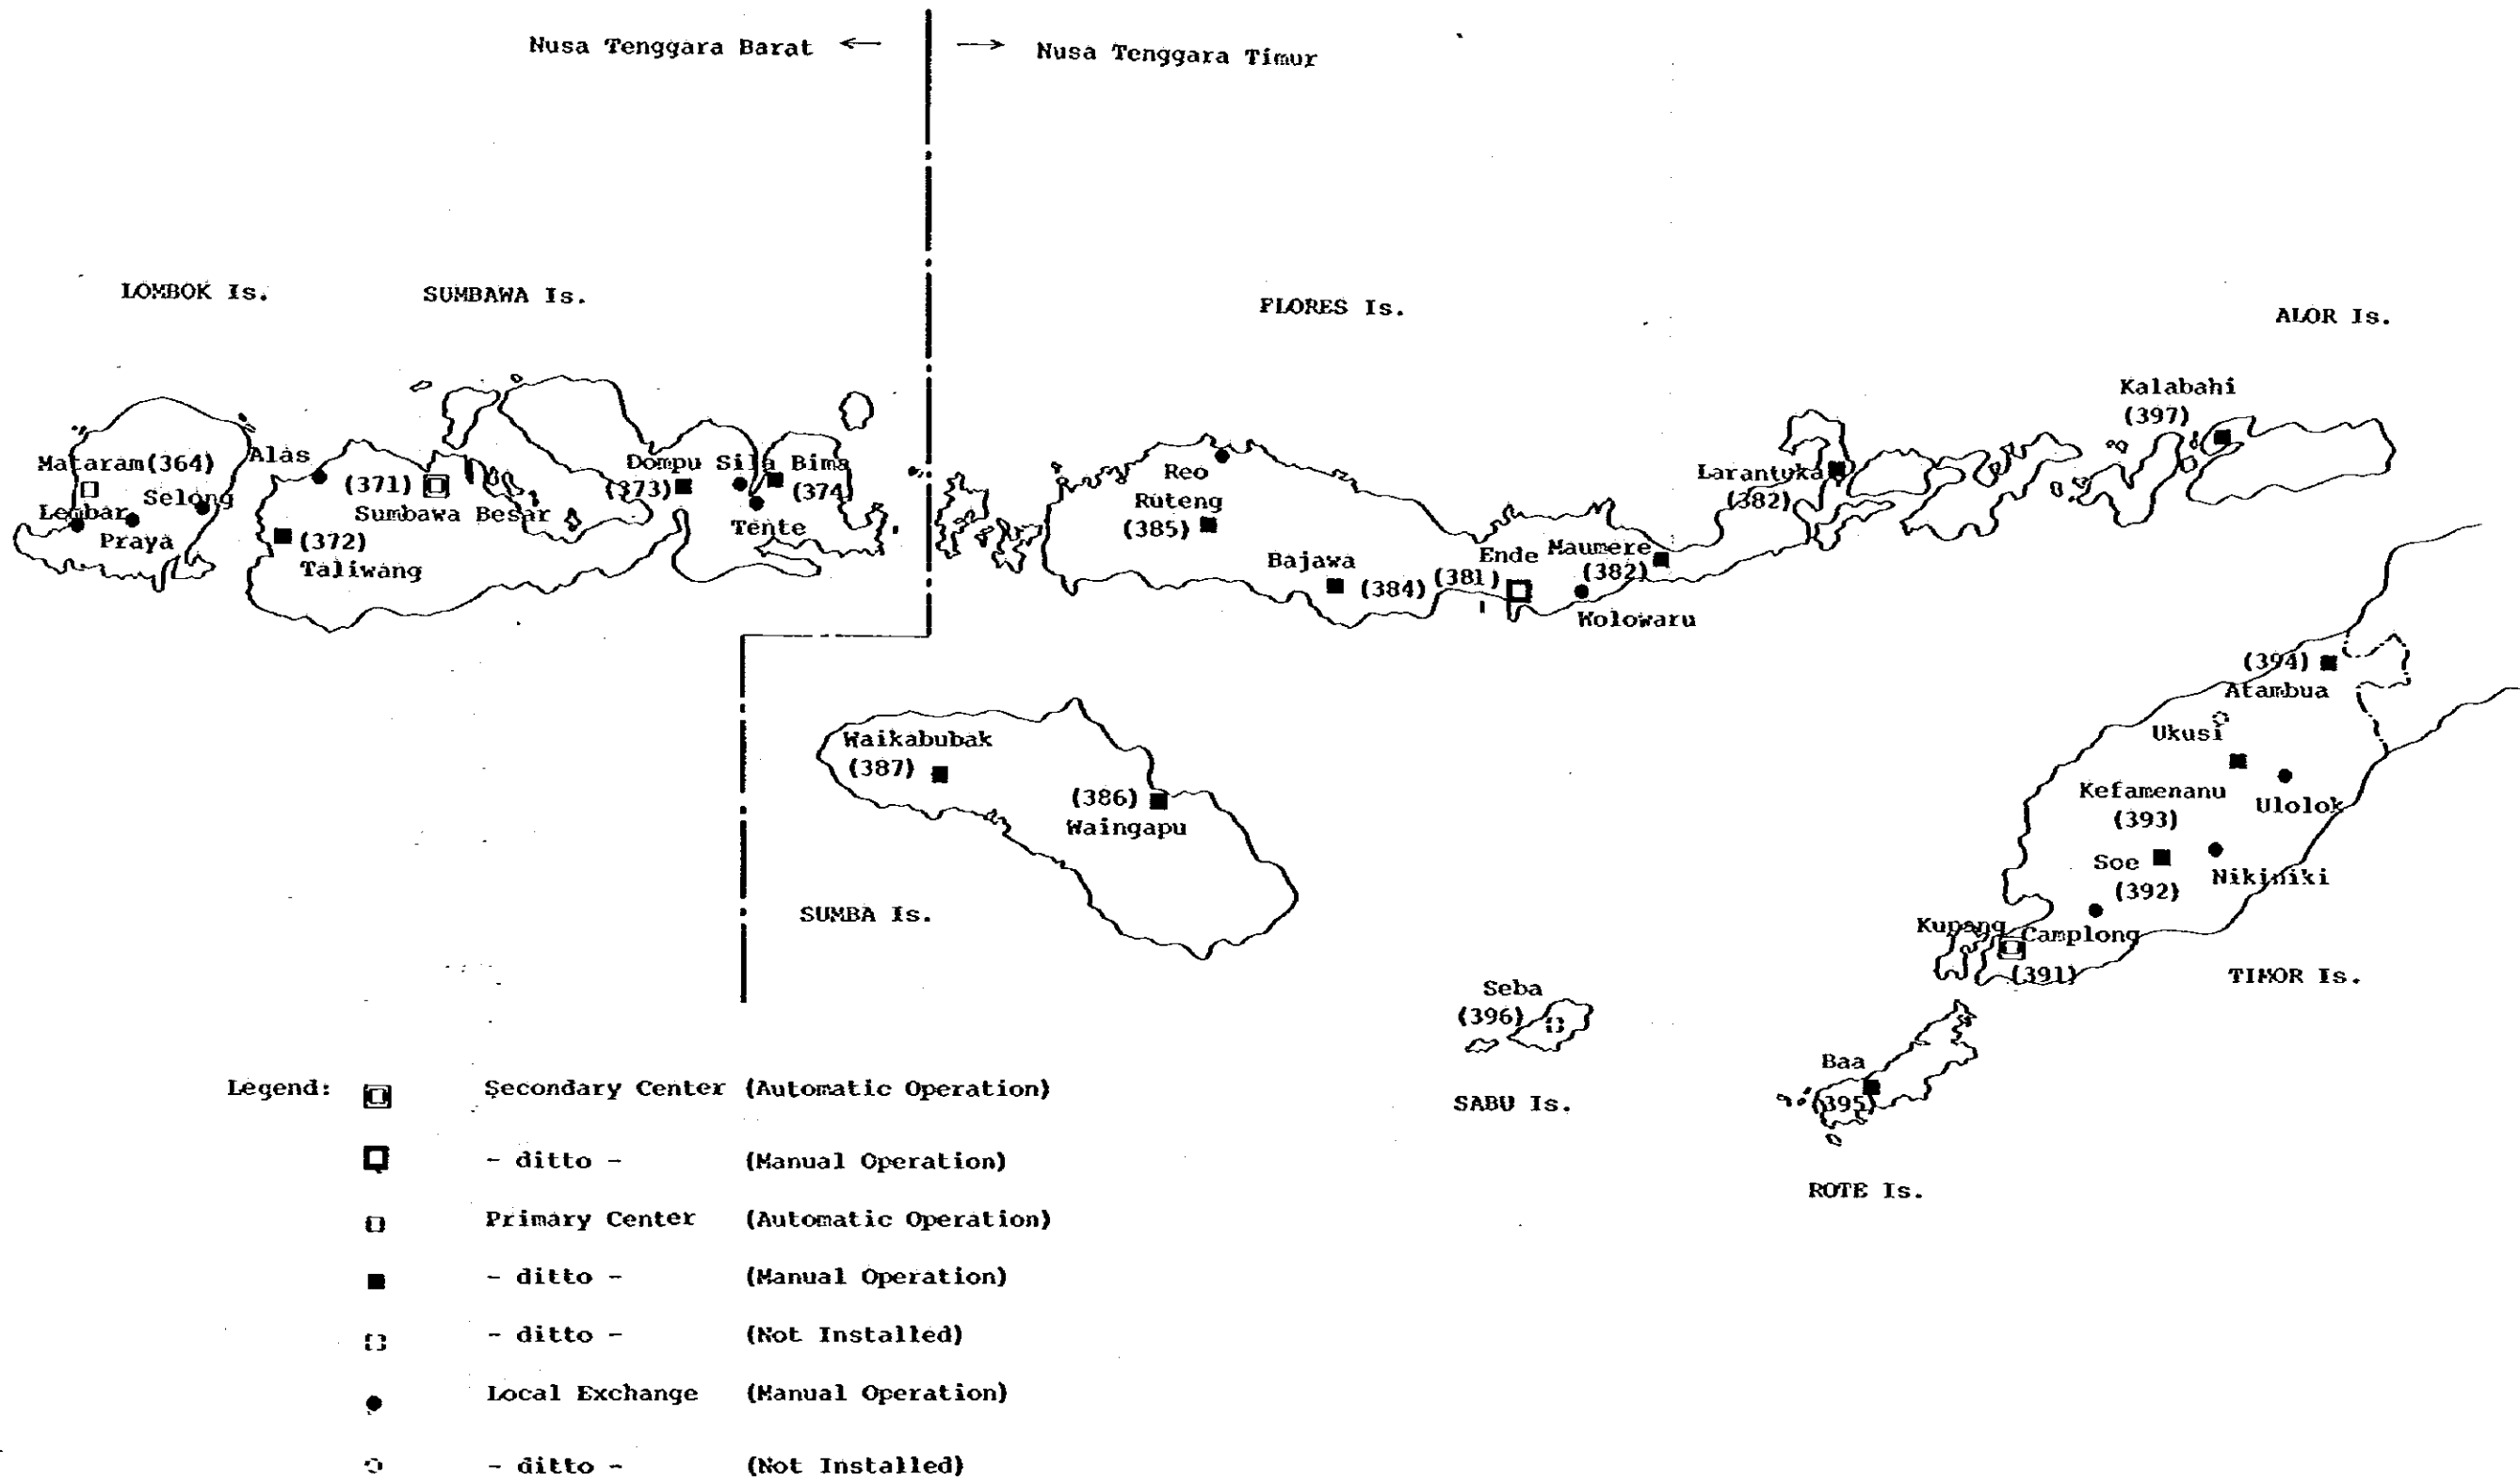 Nusa Tenggara Barat ← → Nusa Tenggara Timur
LOMBOK Is.
SUMBAWA Is.
FLORES Is.
ALOR Is.
Kalabahi
(397)
Mataram(364)
Alas
Selong
Lembar
Praya
(371)
Sumbawa Besar
(372)
Taliwang
Dompu Sila Bima
(373)
(374)
Tente
Reo
Ruteng
(385)
Bajawa
(384)
Ende
(381)
Maumere
(382)
Wolowaru
Larantuka
(382)
(394)
Atambua
Ukusi
Kefamenanu
(393)
Ulolok
Soe
(392)
Nikiniki
Kupang
Camplong
(391)
TIMOR Is.
Waikabubak
(387)
(386)
Waingapu
SUMBA Is.
Seba
(396)
SABU Is.
Baa
(395)
ROTE Is.
Legend: Secondary Center (Automatic Operation)
- ditto - (Manual Operation)
Primary Center (Automatic Operation)
- ditto - (Manual Operation)
- ditto - (Not Installed)
Local Exchange (Manual Operation)
- ditto - (Not Installed)